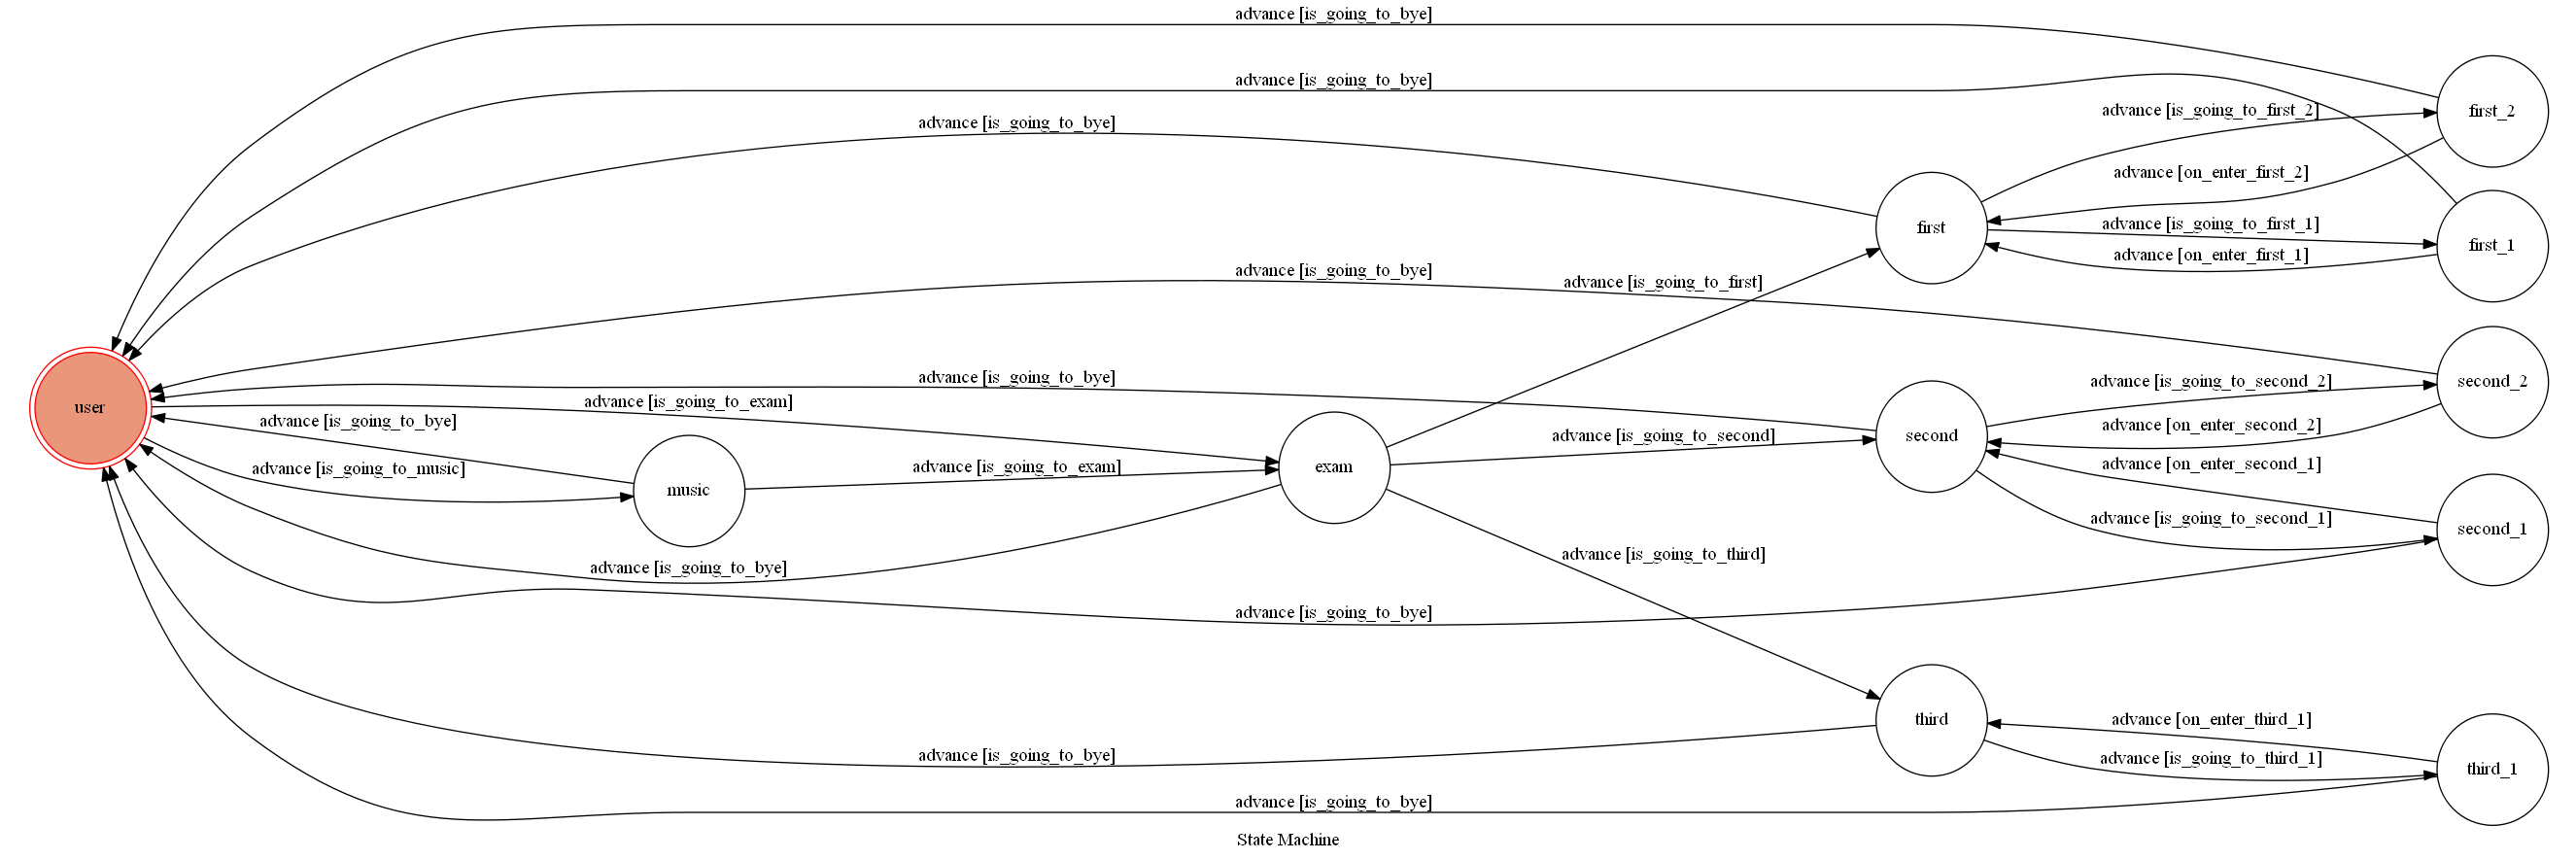 advance [is_going_to_bye]
advance [is_going_to_bye]
advance [is_going_to_first_2]
first_2
advance [is_going_to_bye]
advance [on_enter_first_2]
advance [is_going_to_first_1]
first
first_1
advance [on_enter_first_1]
advance [is_going_to_bye]
advance [is_going_to_first]
advance [is_going_to_bye]
advance [is_going_to_second_2]
second_2
advance [is_going_to_exam]
user
advance [is_going_to_bye]
advance [on_enter_second_2]
advance [is_going_to_second]
second
advance [is_going_to_music]
advance [is_going_to_exam]
exam
advance [on_enter_second_1]
music
advance [is_going_to_second_1]
second_1
advance [is_going_to_third]
advance [is_going_to_bye]
advance [is_going_to_bye]
third
advance [on_enter_third_1]
advance [is_going_to_bye]
advance [is_going_to_third_1]
third_1
advance [is_going_to_bye]
State Machine